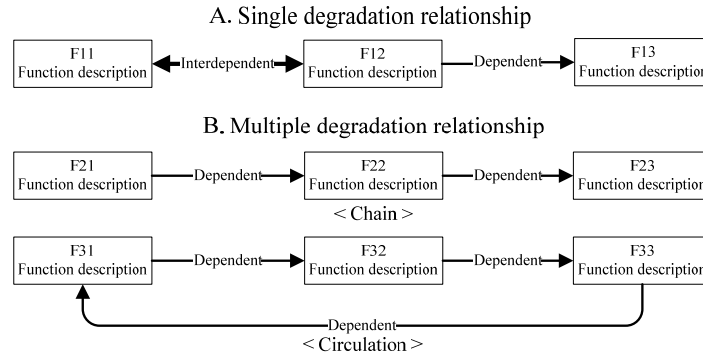 A. Single degradation relationship
F11
Function description
Interdependent
F12
Function description
Dependent
F13
Function description
B. Multiple degradation relationship
F21
Function description
Dependent
F22
Function description
Dependent
F23
Function description
< Chain >
F31
Function description
Dependent
F32
Function description
Dependent
F33
Function description
Dependent
< Circulation >